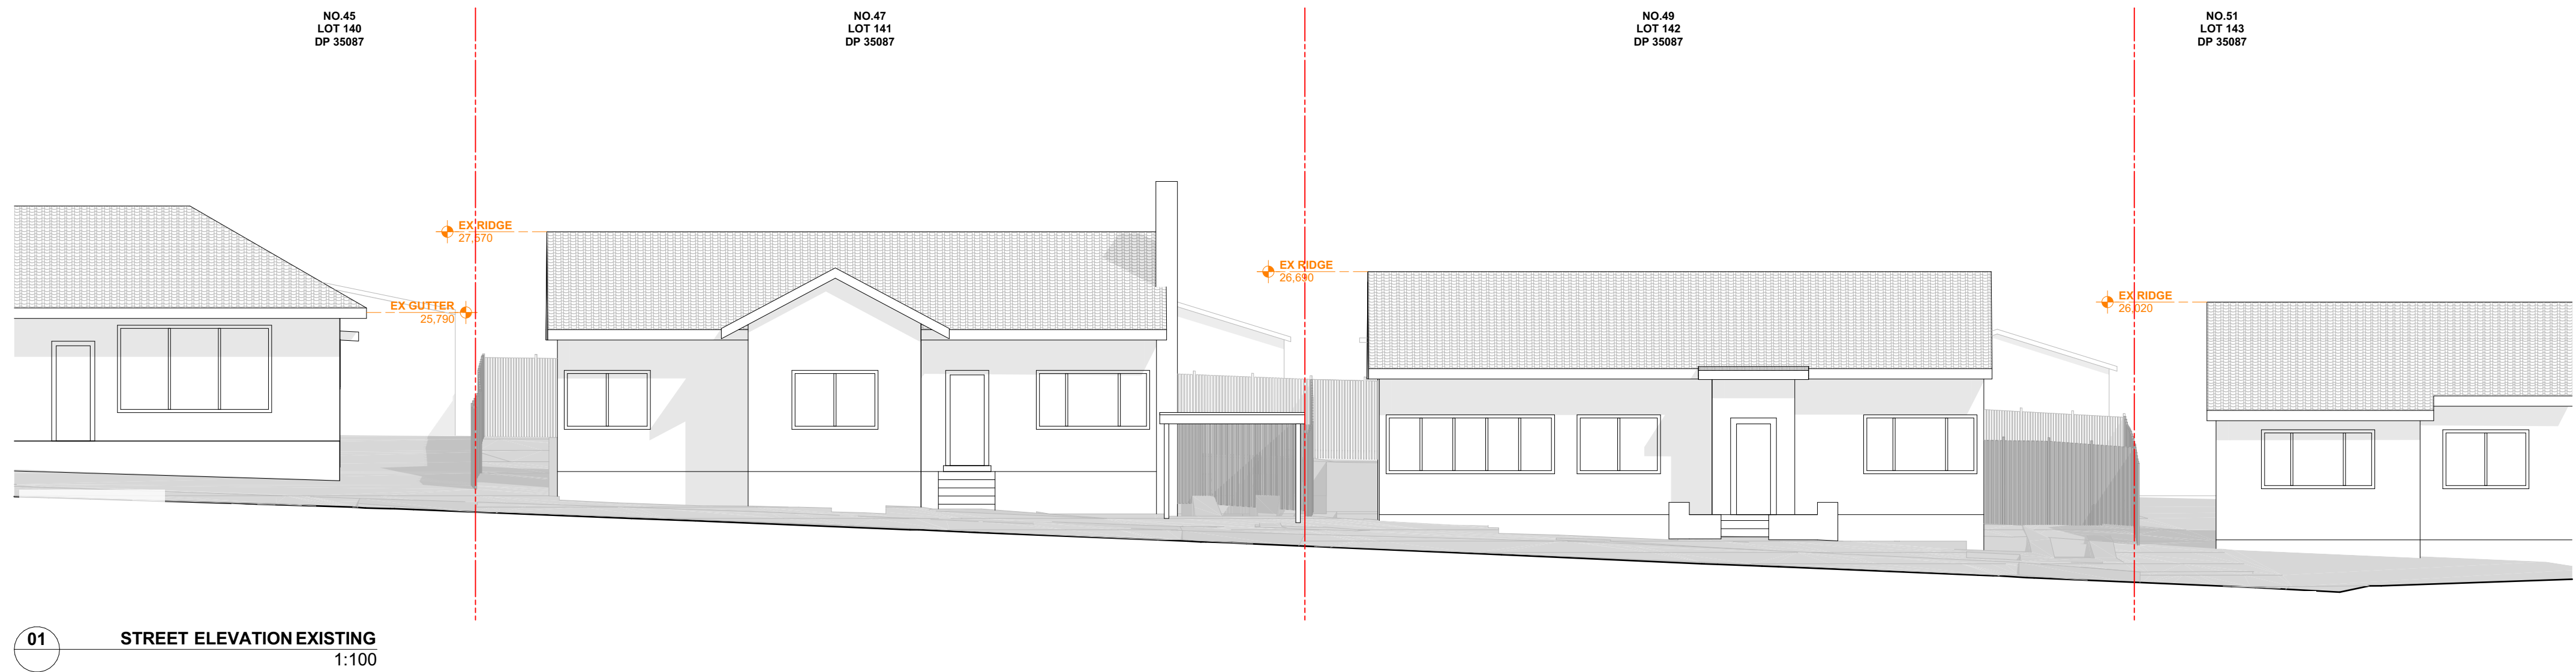 NO.45
LOT 140
DP 35087
NO.47
LOT 141
DP 35087
NO.49
LOT 142
DP 35087
NO.51
LOT 143
DP 35087
EX RIDGE
27,570
EX GUTTER
25,790
EX RIDGE
26,690
EX RIDGE
26,020
01
STREET ELEVATION EXISTING
1:100